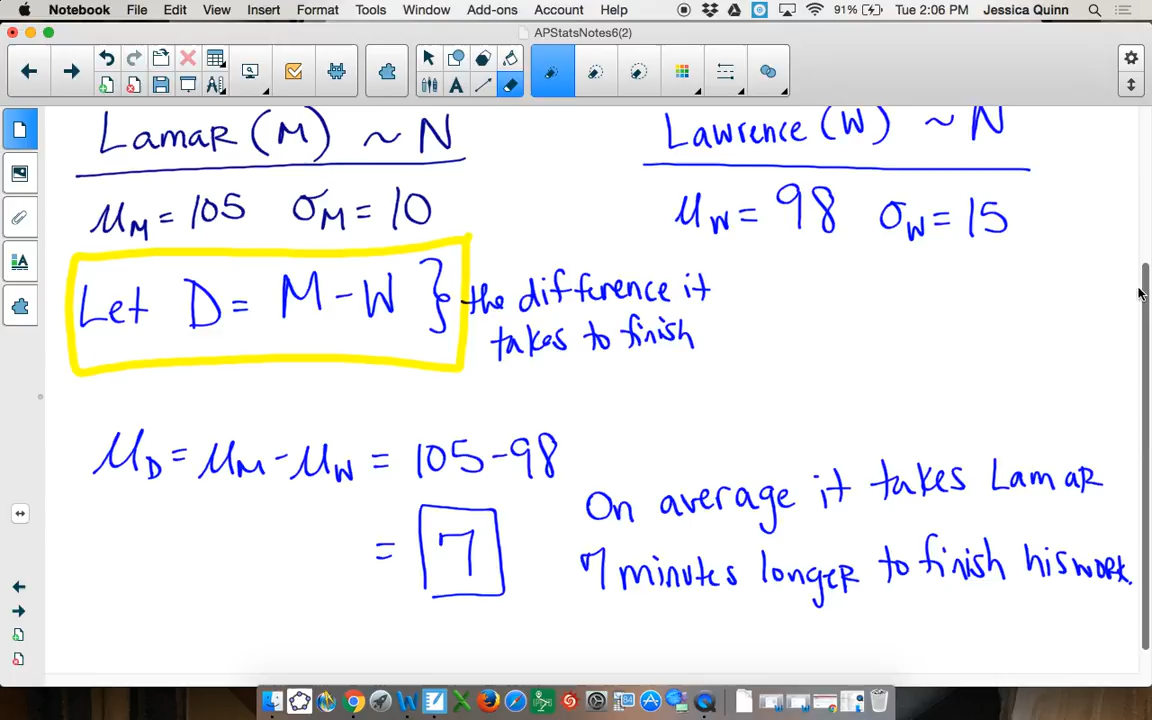 Notebook File Edit View Insert Format Tools Window Add-ons Account Help 91% Tue 2:06 PM Jessica Quinn
APStatsNotes6(2)
Lamar (M) ~ N
Lawrence (W) ~ N
μM = 105 σM = 10
μW = 98 σW = 15
Let D = M - W } the difference it
takes to finish
μD = μM - μW = 105 - 98
= 7
On average it takes Lamar
7 minutes longer to finish his work.